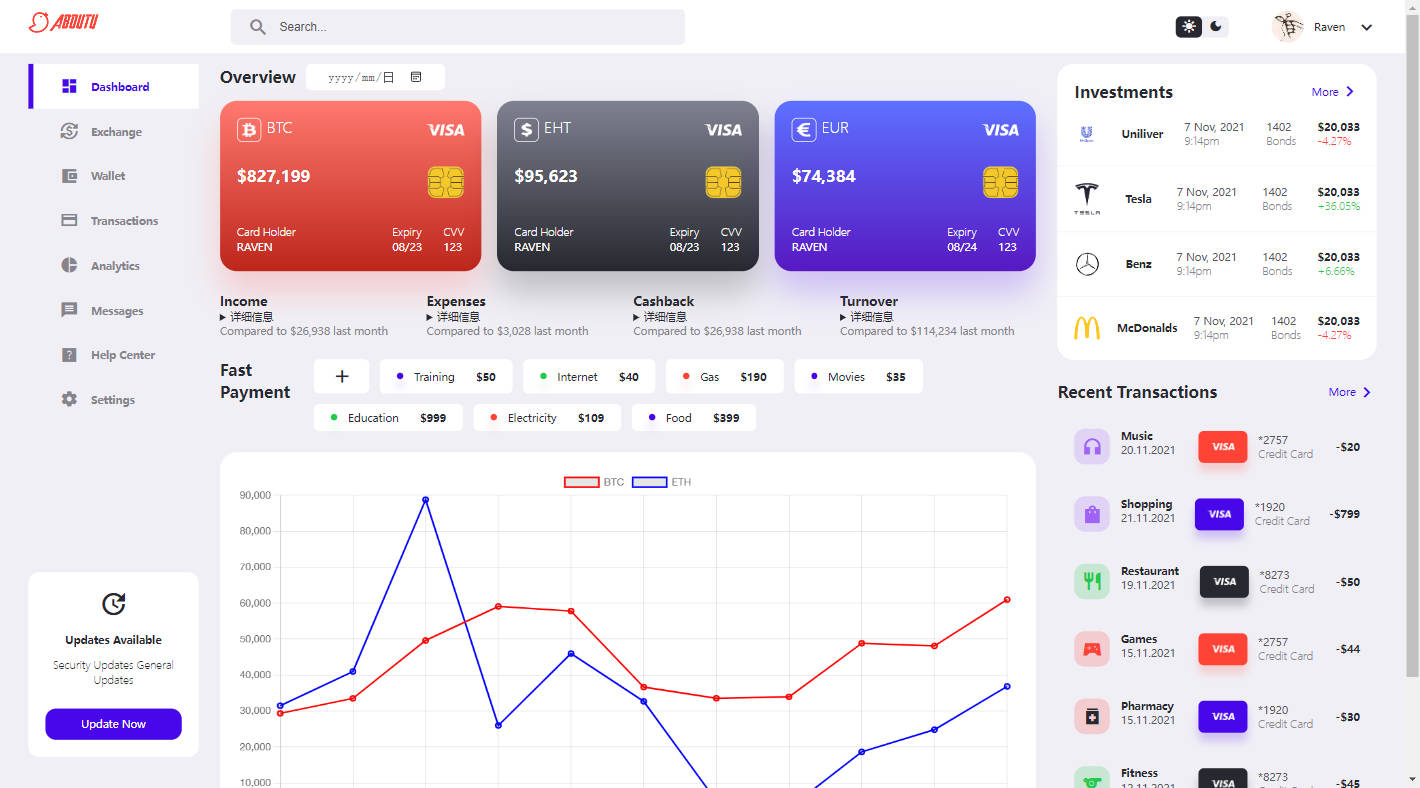 ABOUTU
Search...
Raven
Dashboard
Exchange
Wallet
Transactions
Analytics
Messages
Help Center
Settings
Updates Available
Security Updates General
Updates
Update Now
Overview
yyyy/mm/日
BTC
VISA
$827,199
Card Holder
RAVEN
Expiry
08/23
CVV
123
EHT
VISA
$95,623
Card Holder
RAVEN
Expiry
08/23
CVV
123
EUR
VISA
$74,384
Card Holder
RAVEN
Expiry
08/24
CVV
123
Income
详细信息
Compared to $26,938 last month
Expenses
详细信息
Compared to $3,028 last month
Cashback
详细信息
Compared to $26,938 last month
Turnover
详细信息
Compared to $114,234 last month
Fast
Payment
+
Training $50
Internet $40
Gas $190
Movies $35
Education $999
Electricity $109
Food $399
BTC ETH
90,000
80,000
70,000
60,000
50,000
40,000
30,000
20,000
10,000
Investments
More
Uniliver
7 Nov, 2021
9:14pm
1402
Bonds
$20,033
-4.27%
TESLA
Tesla
7 Nov, 2021
9:14pm
1402
Bonds
$20,033
+36.05%
Benz
7 Nov, 2021
9:14pm
1402
Bonds
$20,033
+6.66%
McDonalds
7 Nov, 2021
9:14pm
1402
Bonds
$20,033
-4.27%
Recent Transactions
More
Music
20.11.2021
VISA
*2757
Credit Card
-$20
Shopping
21.11.2021
VISA
*1920
Credit Card
-$799
Restaurant
19.11.2021
VISA
*8273
Credit Card
-$50
Games
15.11.2021
VISA
*2757
Credit Card
-$44
Pharmacy
15.11.2021
VISA
*1920
Credit Card
-$30
Fitness
12.11.2021
VISA
*8273
Credit Card
-$45